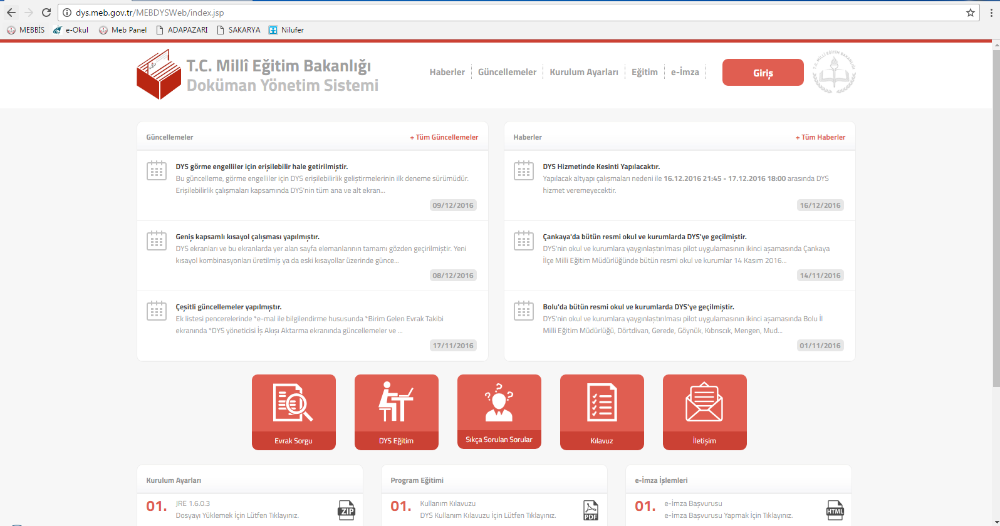 dys.meb.gov.tr/MEBDYSWeb/index.jsp
MEBBİS e-Okul Meb Panel ADAPAZARI SAKARYA Nilufer
T.C. Millî Eğitim Bakanlığı
Doküman Yönetim Sistemi
Haberler Güncellemeler Kurulum Ayarları Eğitim e-İmza
Giriş
T.C. MİLLÎ EĞİTİM BAKANLIĞI
Güncellemeler + Tüm Güncellemeler
DYS görme engelliler için erişilebilir hale getirilmiştir.
Bu güncelleme, görme engelliler için DYS erişilebilirlik geliştirmelerinin ilk deneme sürümüdür.
Erişilebilirlik çalışmaları kapsamında DYS'nin tüm ana ve alt ekran...
09/12/2016
Geniş kapsamlı kısayol çalışması yapılmıştır.
DYS ekranları ve bu ekranlarda yer alan sayfa elemanlarının tamamı gözden geçirilmiştir. Yeni
kısayol kombinasyonları üretilmiş ya da eski kısayollar üzerinde günce...
08/12/2016
Çeşitli güncellemeler yapılmıştır.
Ek listesi pencerelerinde *e-mal ile bilgilendirme hususunda *Birim Gelen Evrak Takibi
ekranında *DYS yöneticisi İş Akışı Aktarma ekranında güncellemeler ve ...
17/11/2016
Haberler + Tüm Haberler
DYS Hizmetinde Kesinti Yapılacaktır.
Yapılacak altyapı çalışmaları nedeni ile 16.12.2016 21:45 - 17.12.2016 18:00 arasında DYS
hizmet veremeyecektir.
16/12/2016
Çankaya'da bütün resmi okul ve kurumlarda DYS'ye geçilmiştir.
DYS'nin okul ve kurumlara yaygınlaştırılması pilot uygulamasının ikinci aşamasında Çankaya
İlçe Milli Eğitim Müdürlüğünde bütün resmi okul ve kurumlar 14 Kasım 2016...
14/11/2016
Bolu'da bütün resmi okul ve kurumlarda DYS'ye geçilmiştir.
DYS'nin okul ve kurumlara yaygınlaştırılması pilot uygulamasının ikinci aşamasında Bolu İl
Milli Eğitim Müdürlüğü, Dörtdivan, Gerede, Göynük, Kıbrıscık, Mengen, Mud...
01/11/2016
Evrak Sorgu
DYS Eğitim
Sıkça Sorulan Sorular
Kılavuz
İletişim
Kurulum Ayarları
01. JRE 1.6.0.3
Dosyayı Yüklemek İçin Lütfen Tıklayınız.
ZIP
Program Eğitimi
01. Kullanım Kılavuzu
DYS Kullanım Kılavuzu İçin Lütfen Tıklayınız.
PDF
e-İmza İşlemleri
01. e-İmza Başvurusu
e-İmza Başvurusu Yapmak İçin Tıklayınız.
HTML